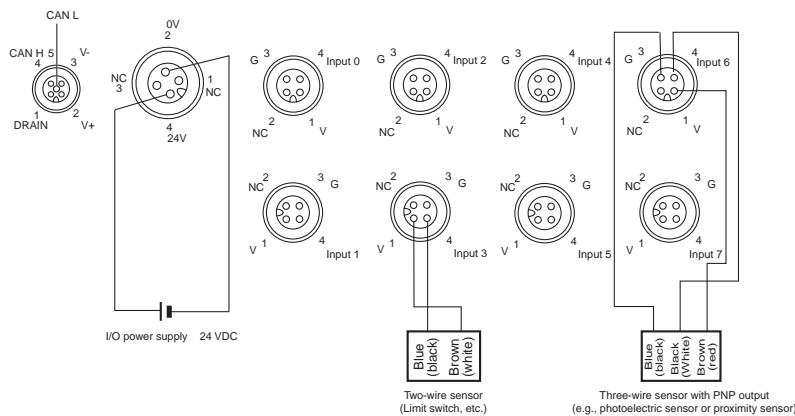 CAN L
CAN H 5 V-
4 3
1 2
DRAIN V+
0V
2
NC 1
3 NC
4
24V
G 3 4 Input 0
NC 2 1 V
G 3 4 Input 2
NC 2 1 V
G 3 4 Input 4
NC 2 1 V
G 3 4 Input 6
NC 2 1 V
NC 2 3 G
V 1 4 Input 1
NC 2 3 G
V 1 4 Input 3
NC 2 3 G
V 1 4 Input 5
NC 2 3 G
V 1 4 Input 7
I/O power supply 24 VDC
Blue
(black)
Brown
(white)
Two-wire sensor
(Limit switch, etc.)
Blue
(black)
Black
(White)
Brown
(red)
Three-wire sensor with PNP output
(e.g., photoelectric sensor or proximity sensor)